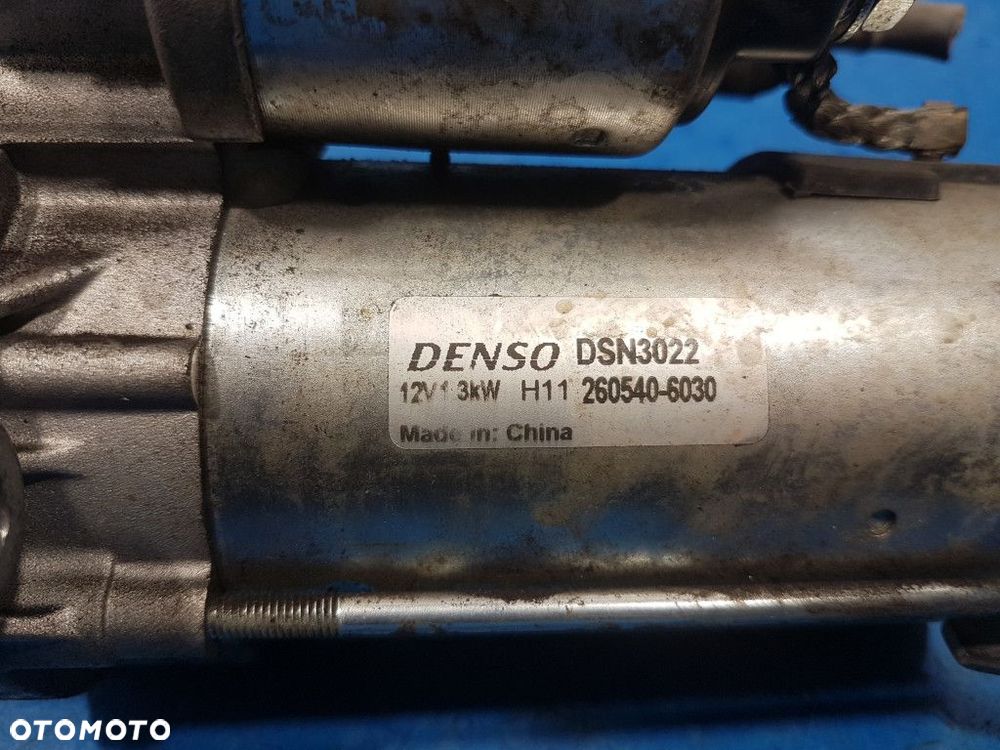 DENSO DSN3022
12V 1.3kW H11 260540-6030
Made in: China
OTOMOTO